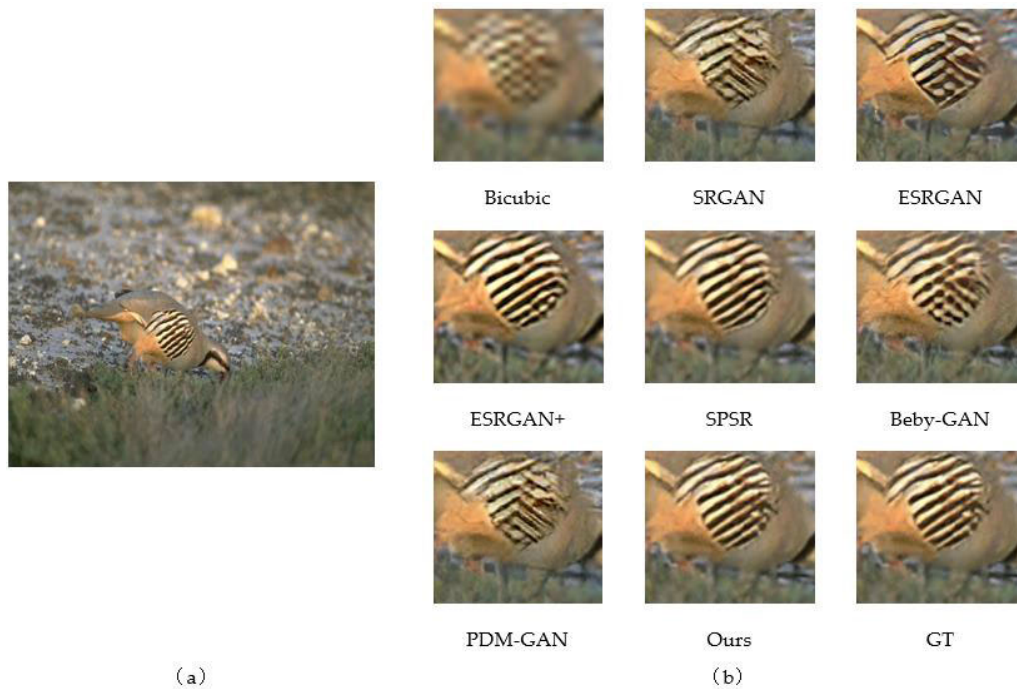 Bicubic
SRGAN
ESRGAN
ESRGAN+
SPSR
Beby-GAN
PDM-GAN
Ours
GT
（a）
（b）